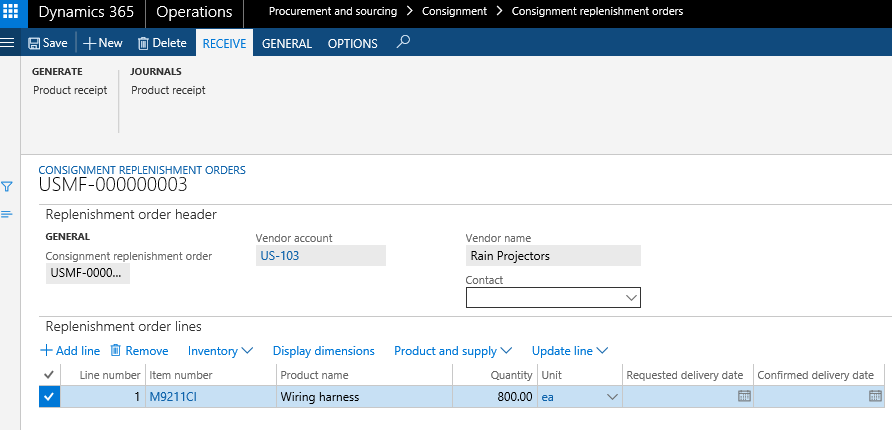 Dynamics 365 Operations Procurement and sourcing > Consignment > Consignment replenishment orders
Save + New Delete RECEIVE GENERAL OPTIONS
GENERATE JOURNALS
Product receipt Product receipt
CONSIGNMENT REPLENISHMENT ORDERS
USMF-000000003
Replenishment order header
GENERAL Vendor account Vendor name
Consignment replenishment order US-103 Rain Projectors
USMF-0000... Contact
Replenishment order lines
+ Add line Remove Inventory Display dimensions Product and supply Update line
Line number Item number Product name Quantity Unit Requested delivery date Confirmed delivery date
1 M9211CI Wiring harness 800.00 ea